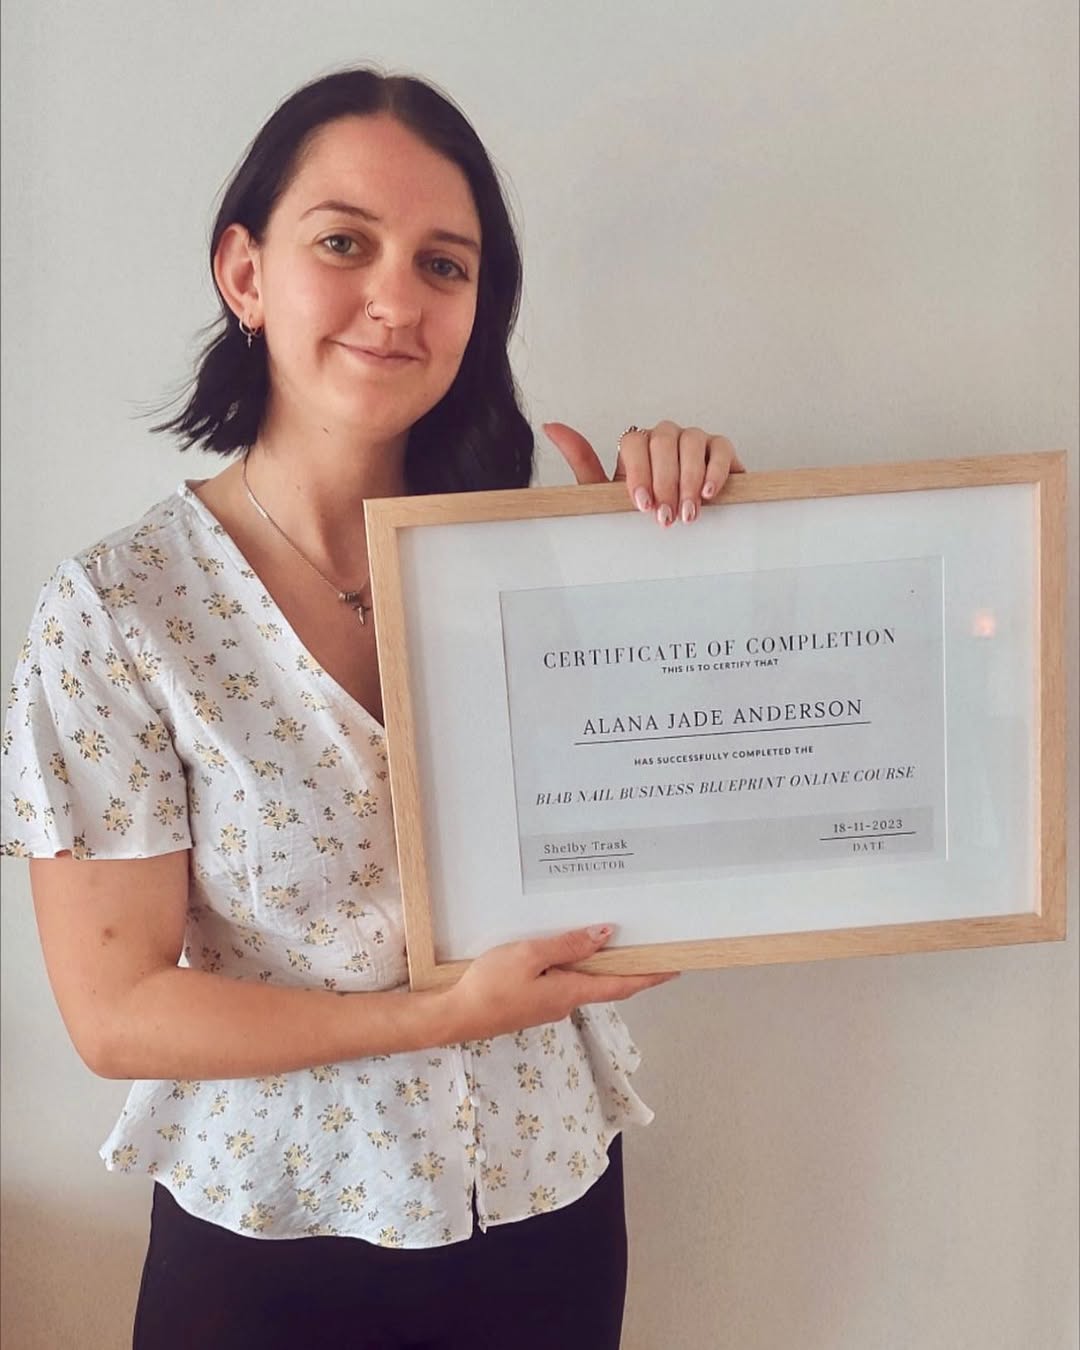 CERTIFICATE OF COMPLETION
THIS IS TO CERTIFY THAT
ALANA JADE ANDERSON
HAS SUCCESSFULLY COMPLETED THE
BIAB NAIL BUSINESS BLUEPRINT ONLINE COURSE
Shelby Trask
INSTRUCTOR
18-11-2023
DATE